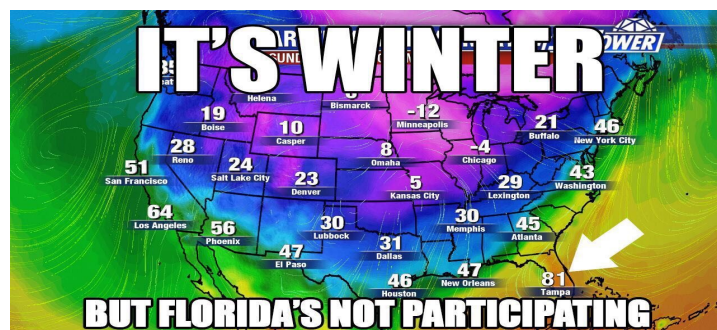 IT'S WINTER
OWER
SUND
Helena
Bismarck
19
Boise
10
Casper
-12
Minneapolis
21
Buffalo
46
New York City
28
Reno
24
Salt Lake City
23
Denver
8
Omaha
-4
Chicago
51
San Francisco
5
Kansas City
29
Lexington
43
Washington
64
Los Angeles
56
Phoenix
30
Lubbock
30
Memphis
45
Atlanta
47
El Paso
31
Dallas
46
Houston
47
New Orleans
81
Tampa
BUT FLORIDA'S NOT PARTICIPATING